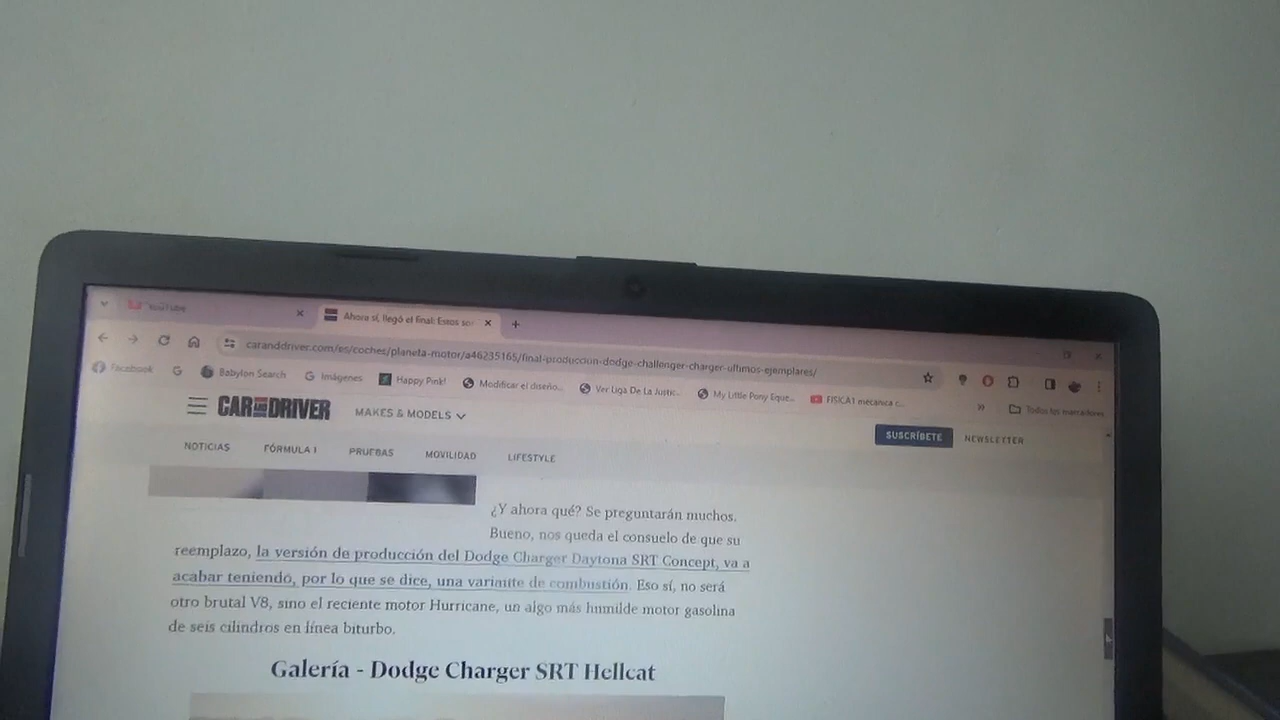 YouTube
Ahora sí, llegó el final: Estos so
caranddriver.com/es/coches/planeta-motor/a46235165/final-produccion-dodge-challenger-charger-ultimos-ejemplares/
Facebook G Babylon Search G Imágenes Happy Pink! Modificar el diseño... Ver Liga De La Justic... My Little Pony Eque... FISICA1 mecánica c... » Todos los marcadores
CAR AND DRIVER MAKES & MODELS SUSCRÍBETE NEWSLETTER
NOTICIAS FÓRMULA 1 PRUEBAS MOVILIDAD LIFESTYLE
¿Y ahora qué? Se preguntarán muchos.
Bueno, nos queda el consuelo de que su
reemplazo, la versión de producción del Dodge Charger Daytona SRT Concept, va a
acabar teniendo, por lo que se dice, una variante de combustión. Eso sí, no será
otro brutal V8, sino el reciente motor Hurricane, un algo más humilde motor gasolina
de seis cilindros en línea biturbo.
Galería - Dodge Charger SRT Hellcat